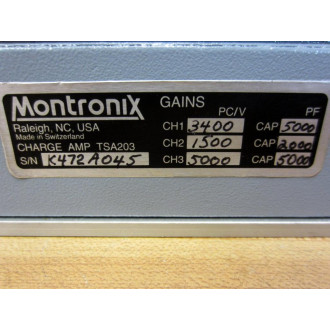 Montronix GAINS
PC/V PF
Raleigh, NC, USA CH1 3400 CAP 5000
Made in Switzerland
CHARGE AMP TSA203 CH2 1500 CAP 2000
S/N K472A045 CH3 5000 CAP 5000